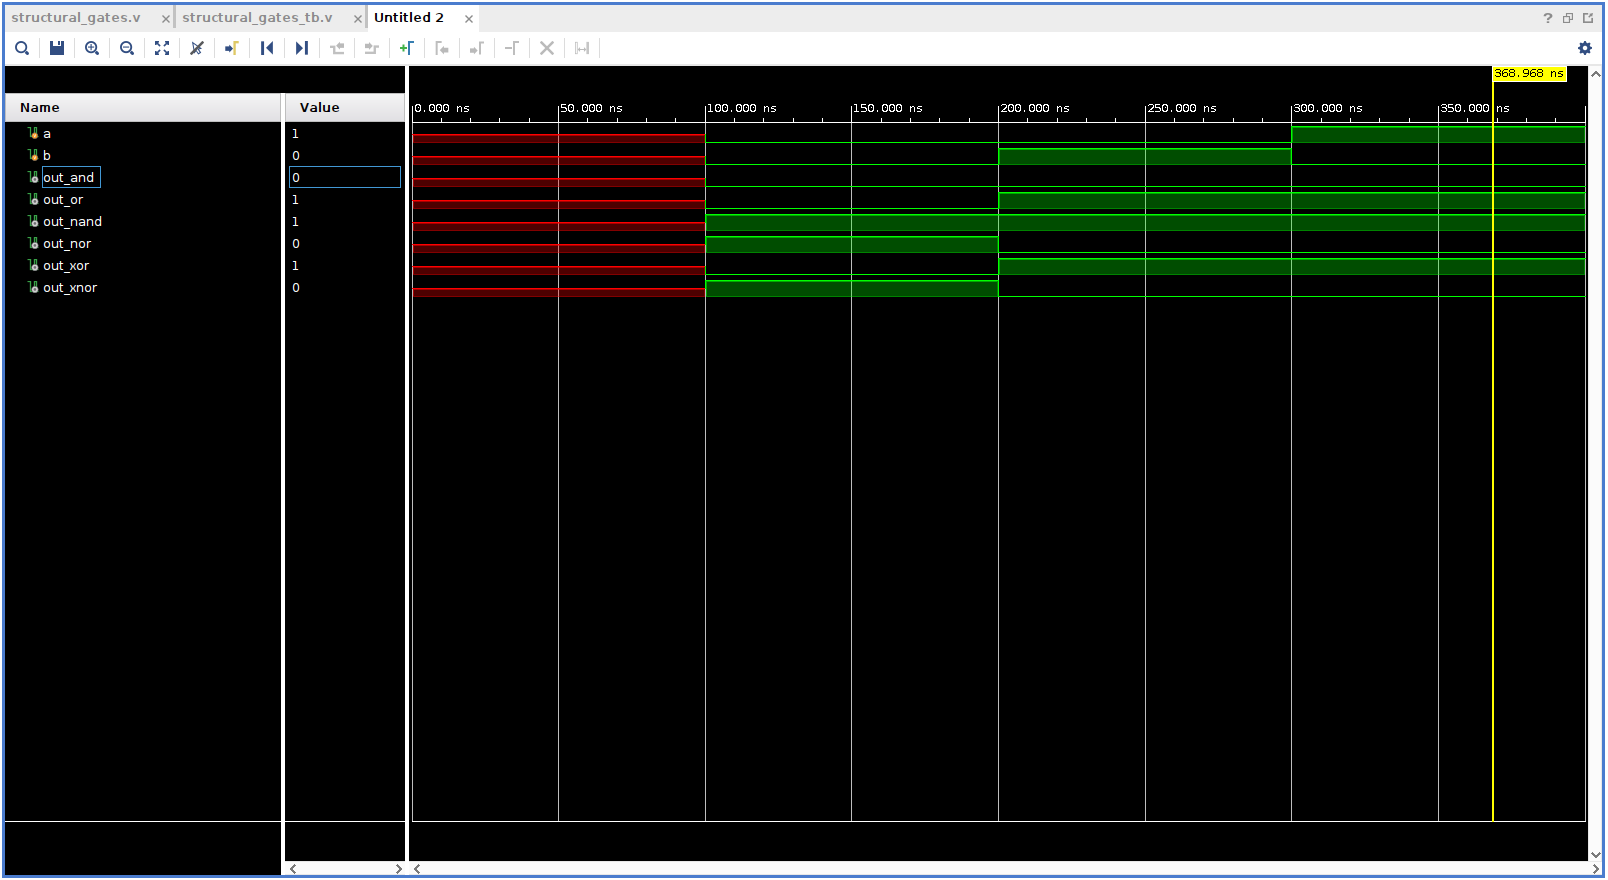 structural_gates.v × structural_gates_tb.v × Untitled 2 ×
?
368.968 ns
Name Value
0.000 ns 50.000 ns 100.000 ns 150.000 ns 200.000 ns 250.000 ns 300.000 ns 350.000 ns
a 1
b 0
out_and 0
out_or 1
out_nand 1
out_nor 0
out_xor 1
out_xnor 0